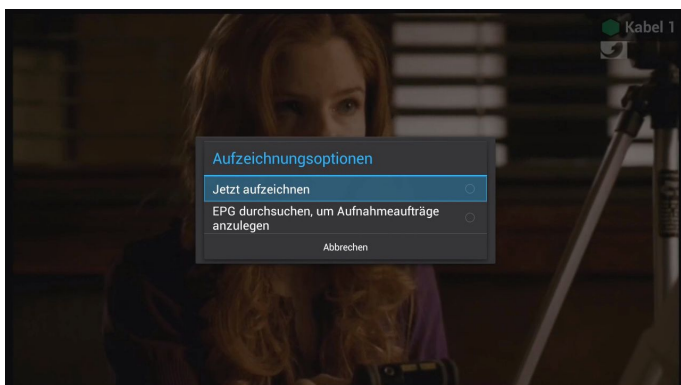 Kabel 1
Aufzeichnungsoptionen
Jetzt aufzeichnen
EPG durchsuchen, um Aufnahmeaufträge
anzulegen
Abbrechen